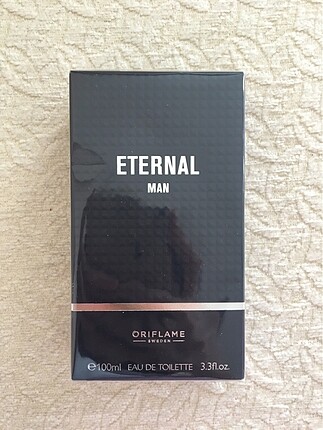 ETERNAL
MAN
ORIFLAME
SWEDEN
℮100ml EAU DE TOILETTE 3.3fl.oz.